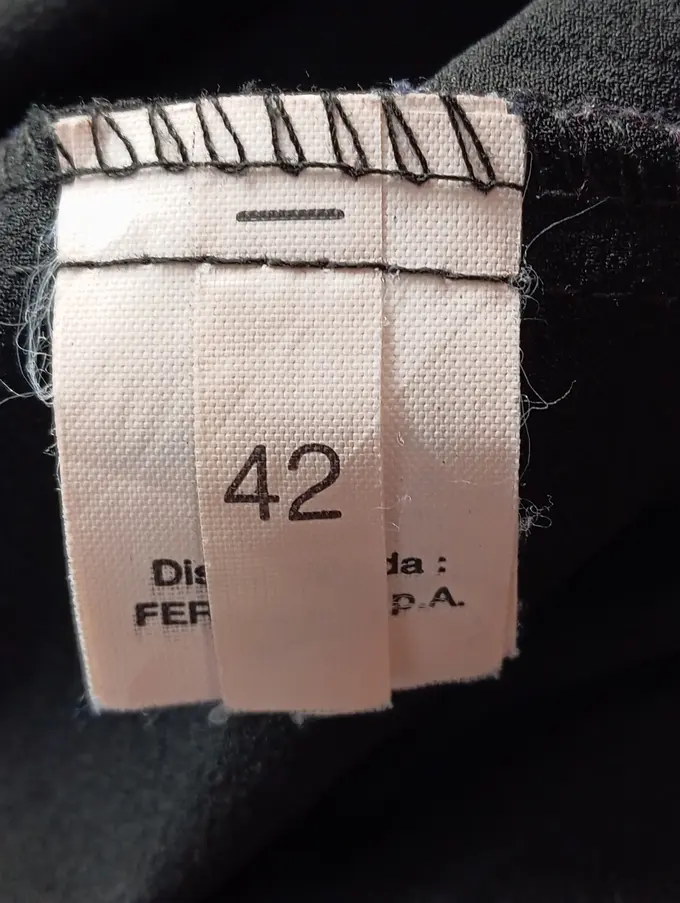 42
Dis da :
FER p.A.